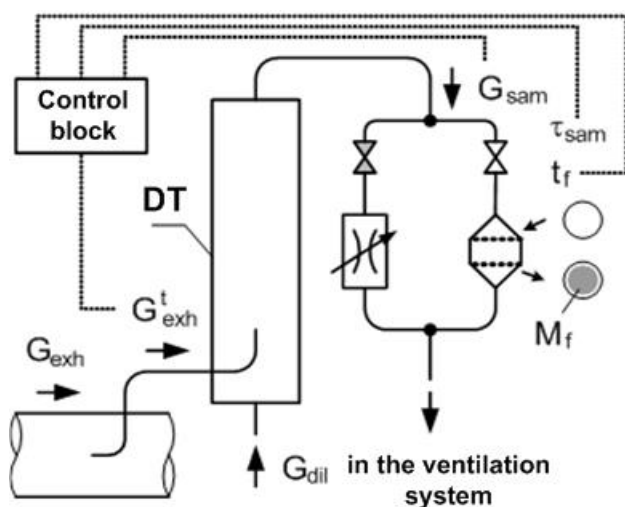 Control
block
G_sam
τ_sam
t_f
DT
G^t_exh
M_f
G_exh
G_dil
in the ventilation
system